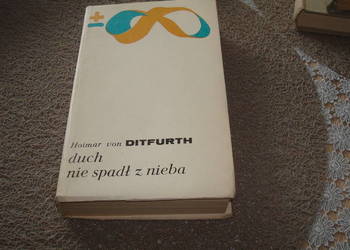 ±∞
Hoimar von DITFURTH
duch
nie spadł z nieba